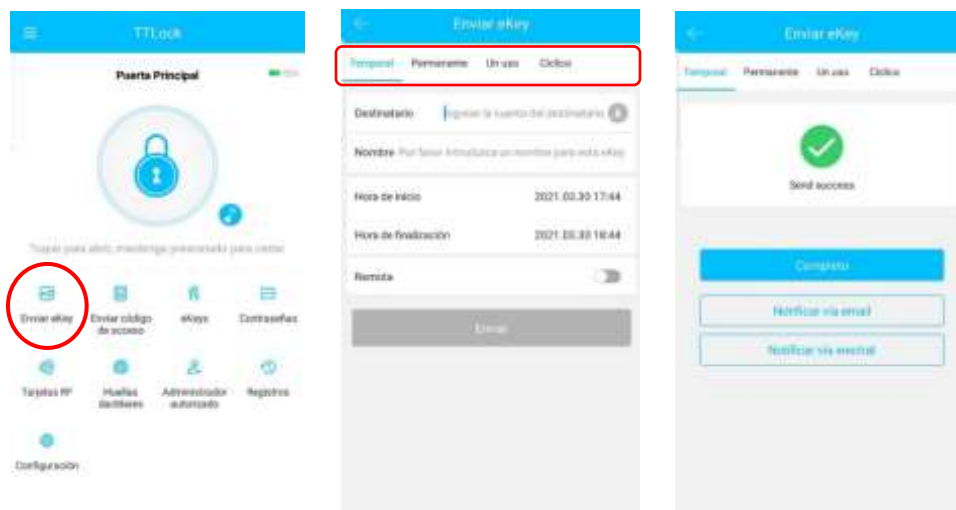 TTLock
Puerta Principal
Toque para abrir, mantenga presionado para cerrar
Enviar eKey
Enviar código de acceso
eKeys
Contraseñas
Tarjetas RF
Huellas dactilares
Administrador autorizado
Registros
Configuración
Enviar eKey
Temporal Permanente Un uso Cíclica
Destinatario Ingresar la cuenta del destinatario
Nombre Por favor introduzca un nombre para esta eKey
Hora de inicio 2021.03.30 17:44
Hora de finalización 2021.03.30 18:44
Remota
Enviar
Enviar eKey
Temporal Permanente Un uso Cíclica
Send success
Completo
Notificar vía email
Notificar vía wechat